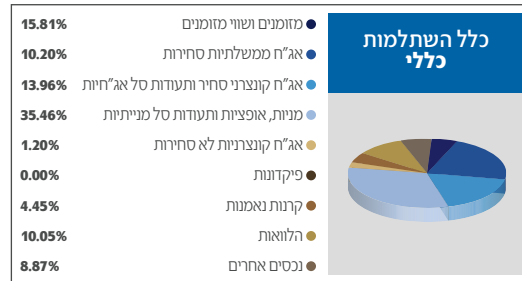 כלל השתלמות
כללי
מזומנים ושווי מזומנים 15.81%
אג"ח ממשלתיות סחירות 10.20%
אג"ח קונצרני סחיר ותעודות סל אג"חיות 13.96%
מניות, אופציות ותעודות סל מנייתיות 35.46%
אג"ח קונצרניות לא סחירות 1.20%
פיקדונות 0.00%
קרנות נאמנות 4.45%
הלוואות 10.05%
נכסים אחרים 8.87%